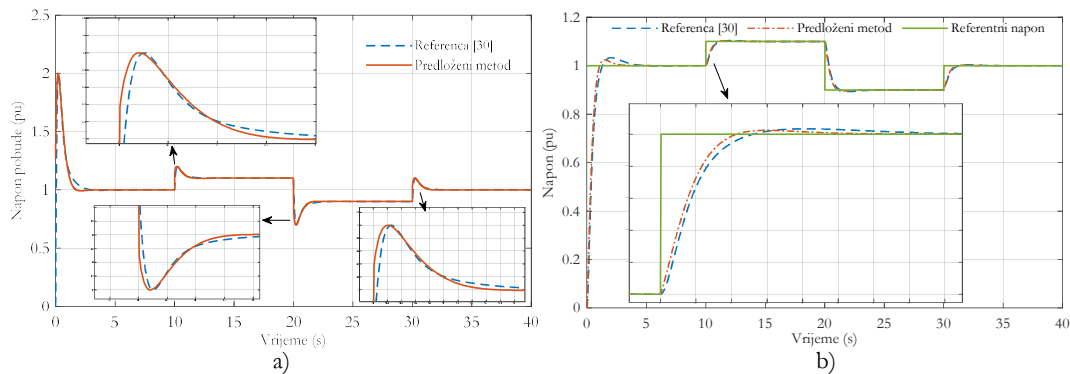 a)
2.5
2
1.5
1
0.5
0
Napon pobude (pu)
Referenca [30]
Predloženi metod
0
5
10
15
20
25
30
35
40
Vrijeme (s)
a)
b)
1.2
1
0.8
0.6
0.4
0.2
0
Napon (pu)
Referenca [30]
Predloženi metod
Referentni napon
0
5
10
15
20
25
30
35
40
Vrijeme (s)
b)